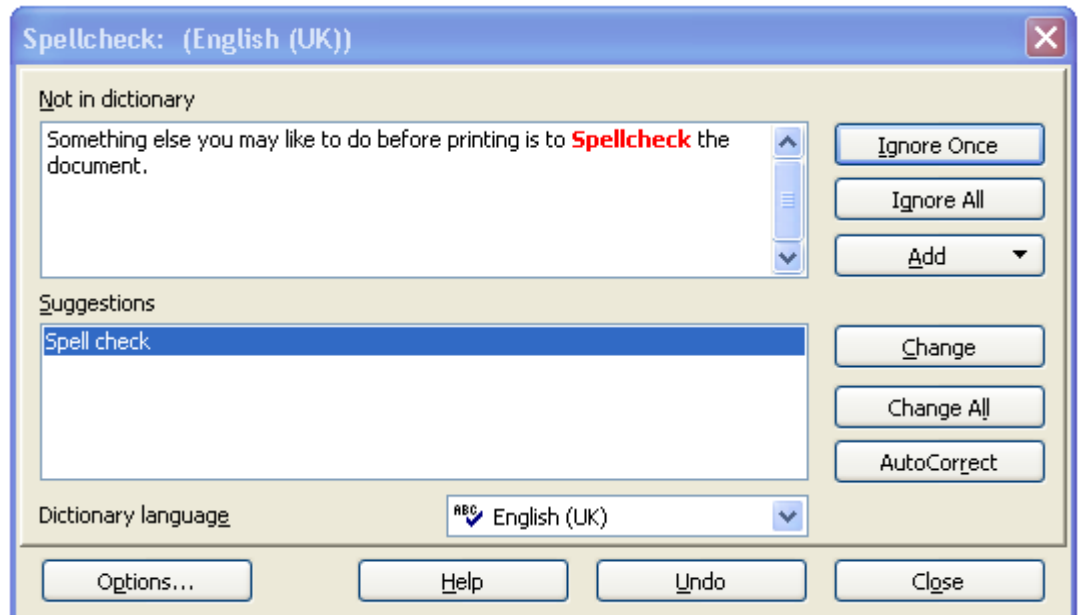 Spellcheck: (English (UK))
Not in dictionary
Something else you may like to do before printing is to Spellcheck the
document.
Ignore Once
Ignore All
Add
Suggestions
Spell check
Change
Change All
AutoCorrect
Dictionary language
ABC English (UK)
Options...
Help
Undo
Close